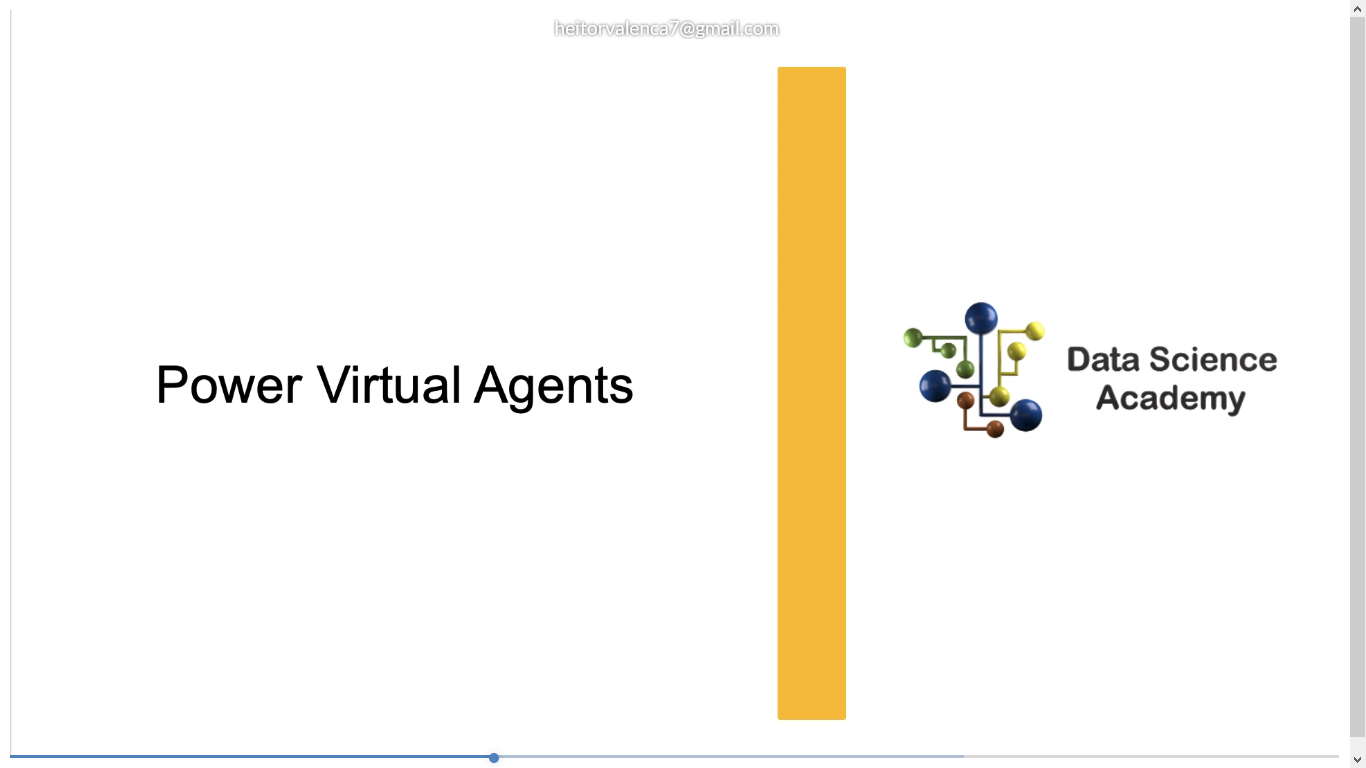 heitorvalenca7@gmail.com
Power Virtual Agents
Data Science
Academy